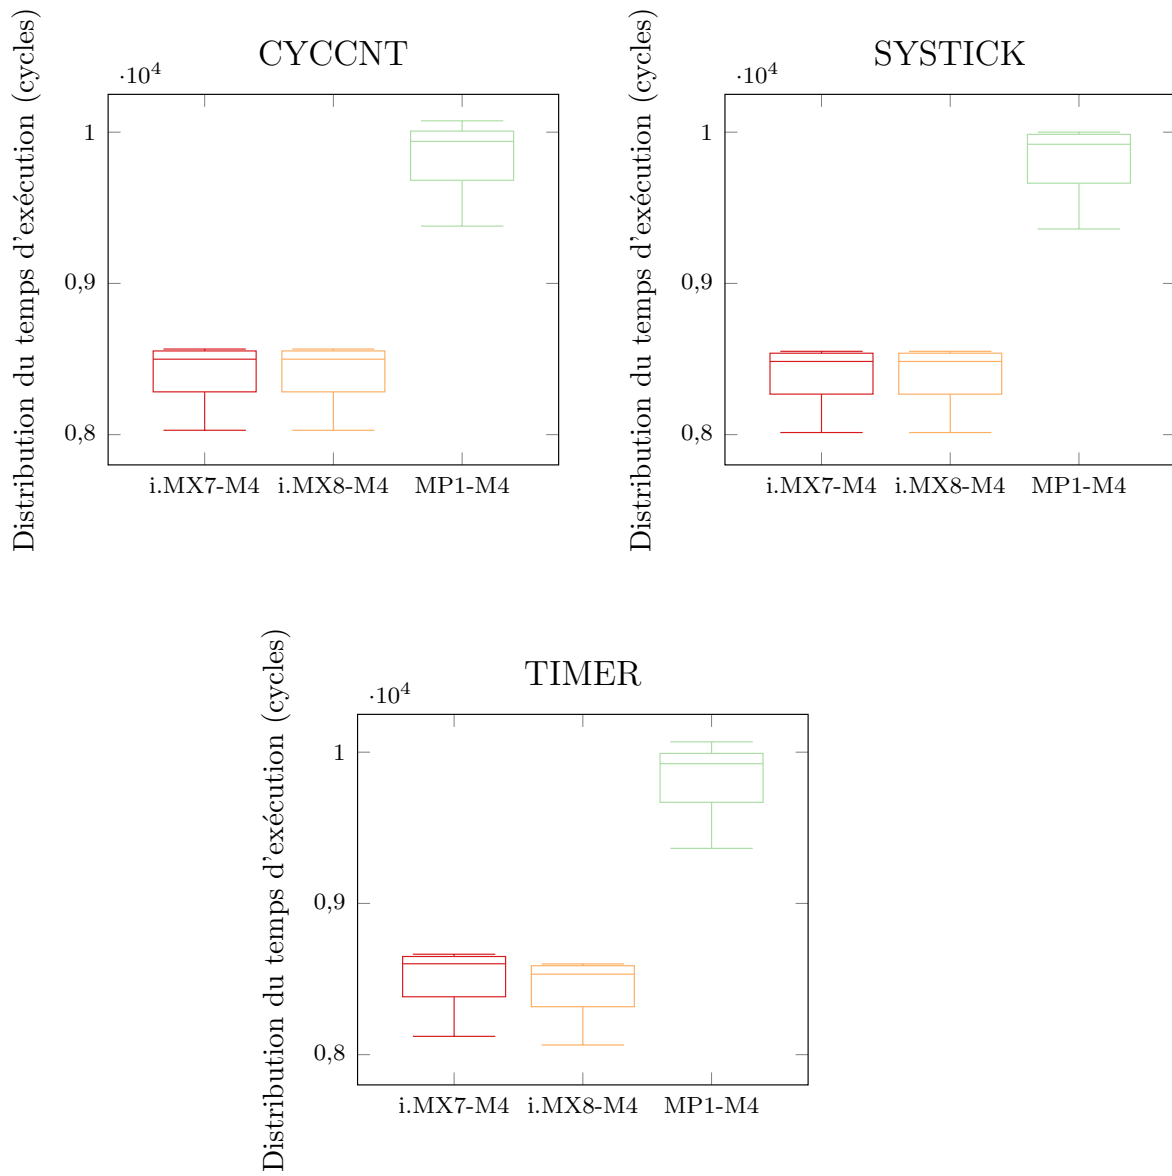 CYCCNT
·10⁴
Distribution du temps d'exécution (cycles)
1
0,9
0,8
i.MX7-M4 i.MX8-M4 MP1-M4
SYSTICK
·10⁴
Distribution du temps d'exécution (cycles)
1
0,9
0,8
i.MX7-M4 i.MX8-M4 MP1-M4
TIMER
·10⁴
Distribution du temps d'exécution (cycles)
1
0,9
0,8
i.MX7-M4 i.MX8-M4 MP1-M4